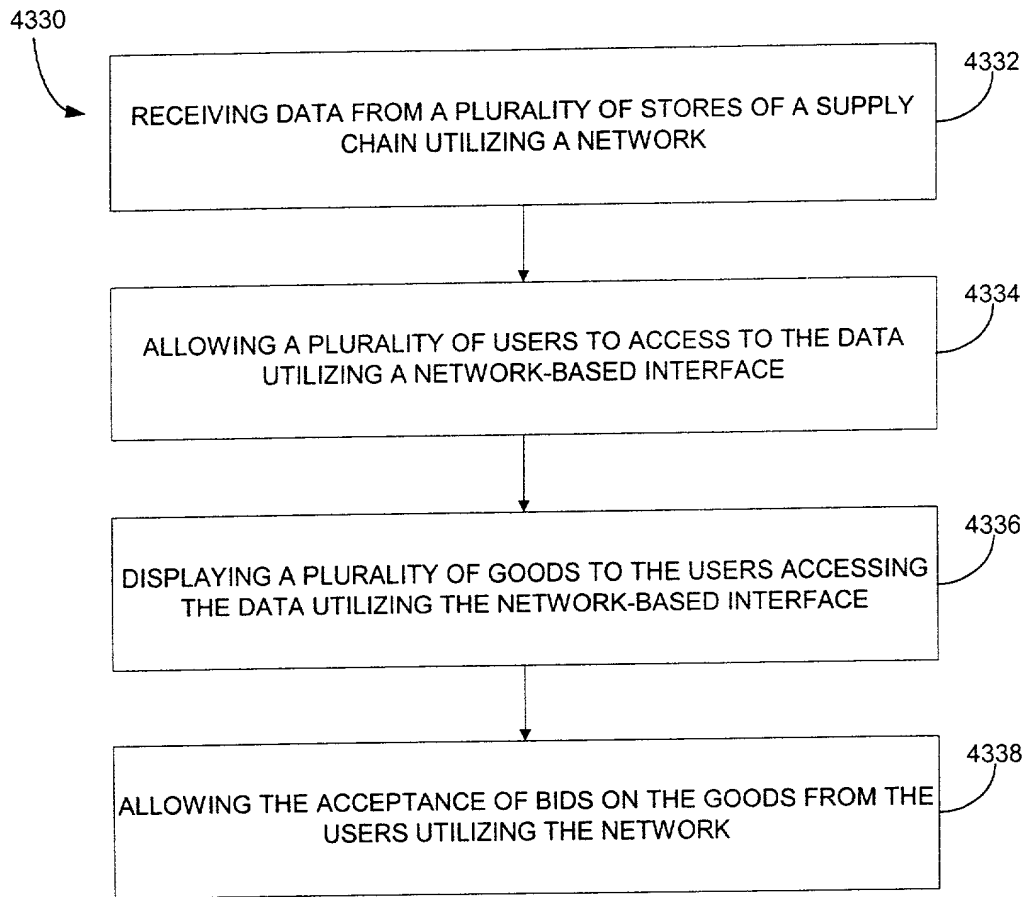 4330
4332
RECEIVING DATA FROM A PLURALITY OF STORES OF A SUPPLY
CHAIN UTILIZING A NETWORK
4334
ALLOWING A PLURALITY OF USERS TO ACCESS TO THE DATA
UTILIZING A NETWORK-BASED INTERFACE
4336
DISPLAYING A PLURALITY OF GOODS TO THE USERS ACCESSING
THE DATA UTILIZING THE NETWORK-BASED INTERFACE
4338
ALLOWING THE ACCEPTANCE OF BIDS ON THE GOODS FROM THE
USERS UTILIZING THE NETWORK